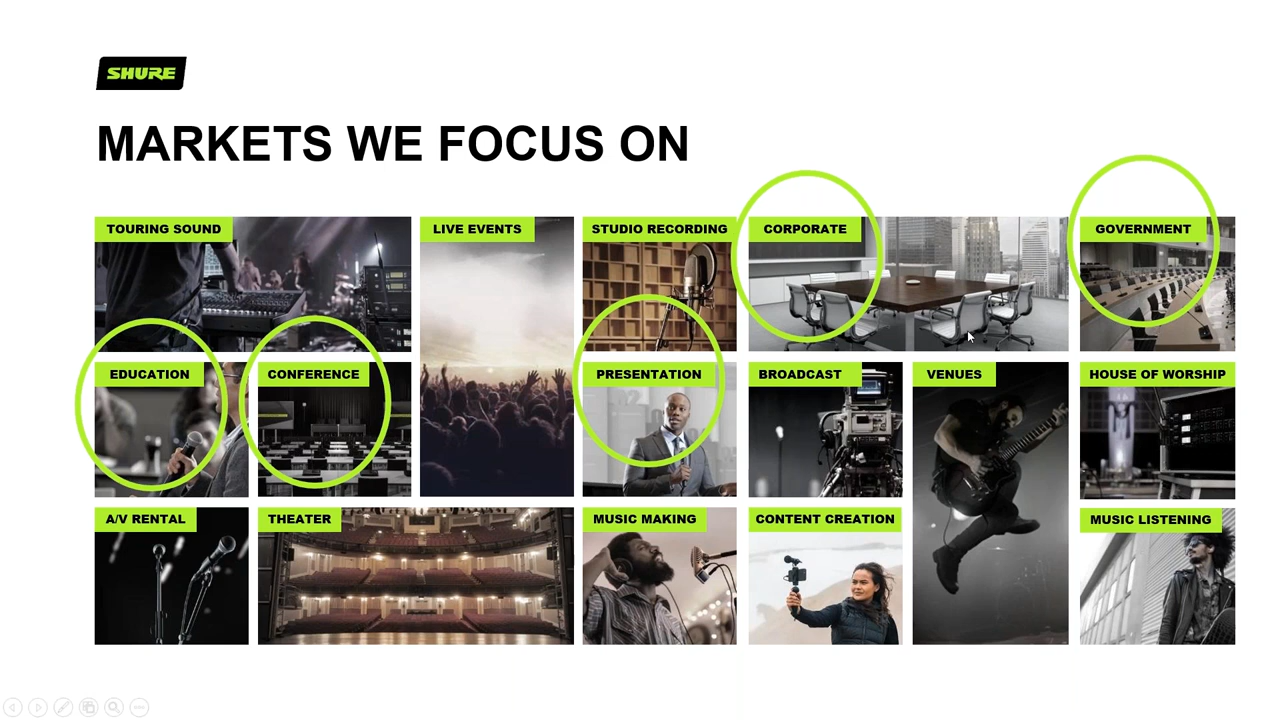 SHURE
MARKETS WE FOCUS ON
TOURING SOUND
LIVE EVENTS
STUDIO RECORDING
CORPORATE
GOVERNMENT
EDUCATION
CONFERENCE
PRESENTATION
BROADCAST
VENUES
HOUSE OF WORSHIP
A/V RENTAL
THEATER
MUSIC MAKING
CONTENT CREATION
MUSIC LISTENING